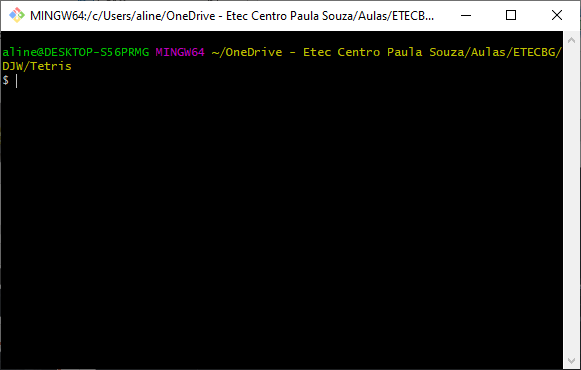 MINGW64:/c/Users/aline/OneDrive - Etec Centro Paula Souza/Aulas/ETECB...
aline@DESKTOP-S56PRMG MINGW64 ~/OneDrive - Etec Centro Paula Souza/Aulas/ETECBG/
DJW/Tetris
$